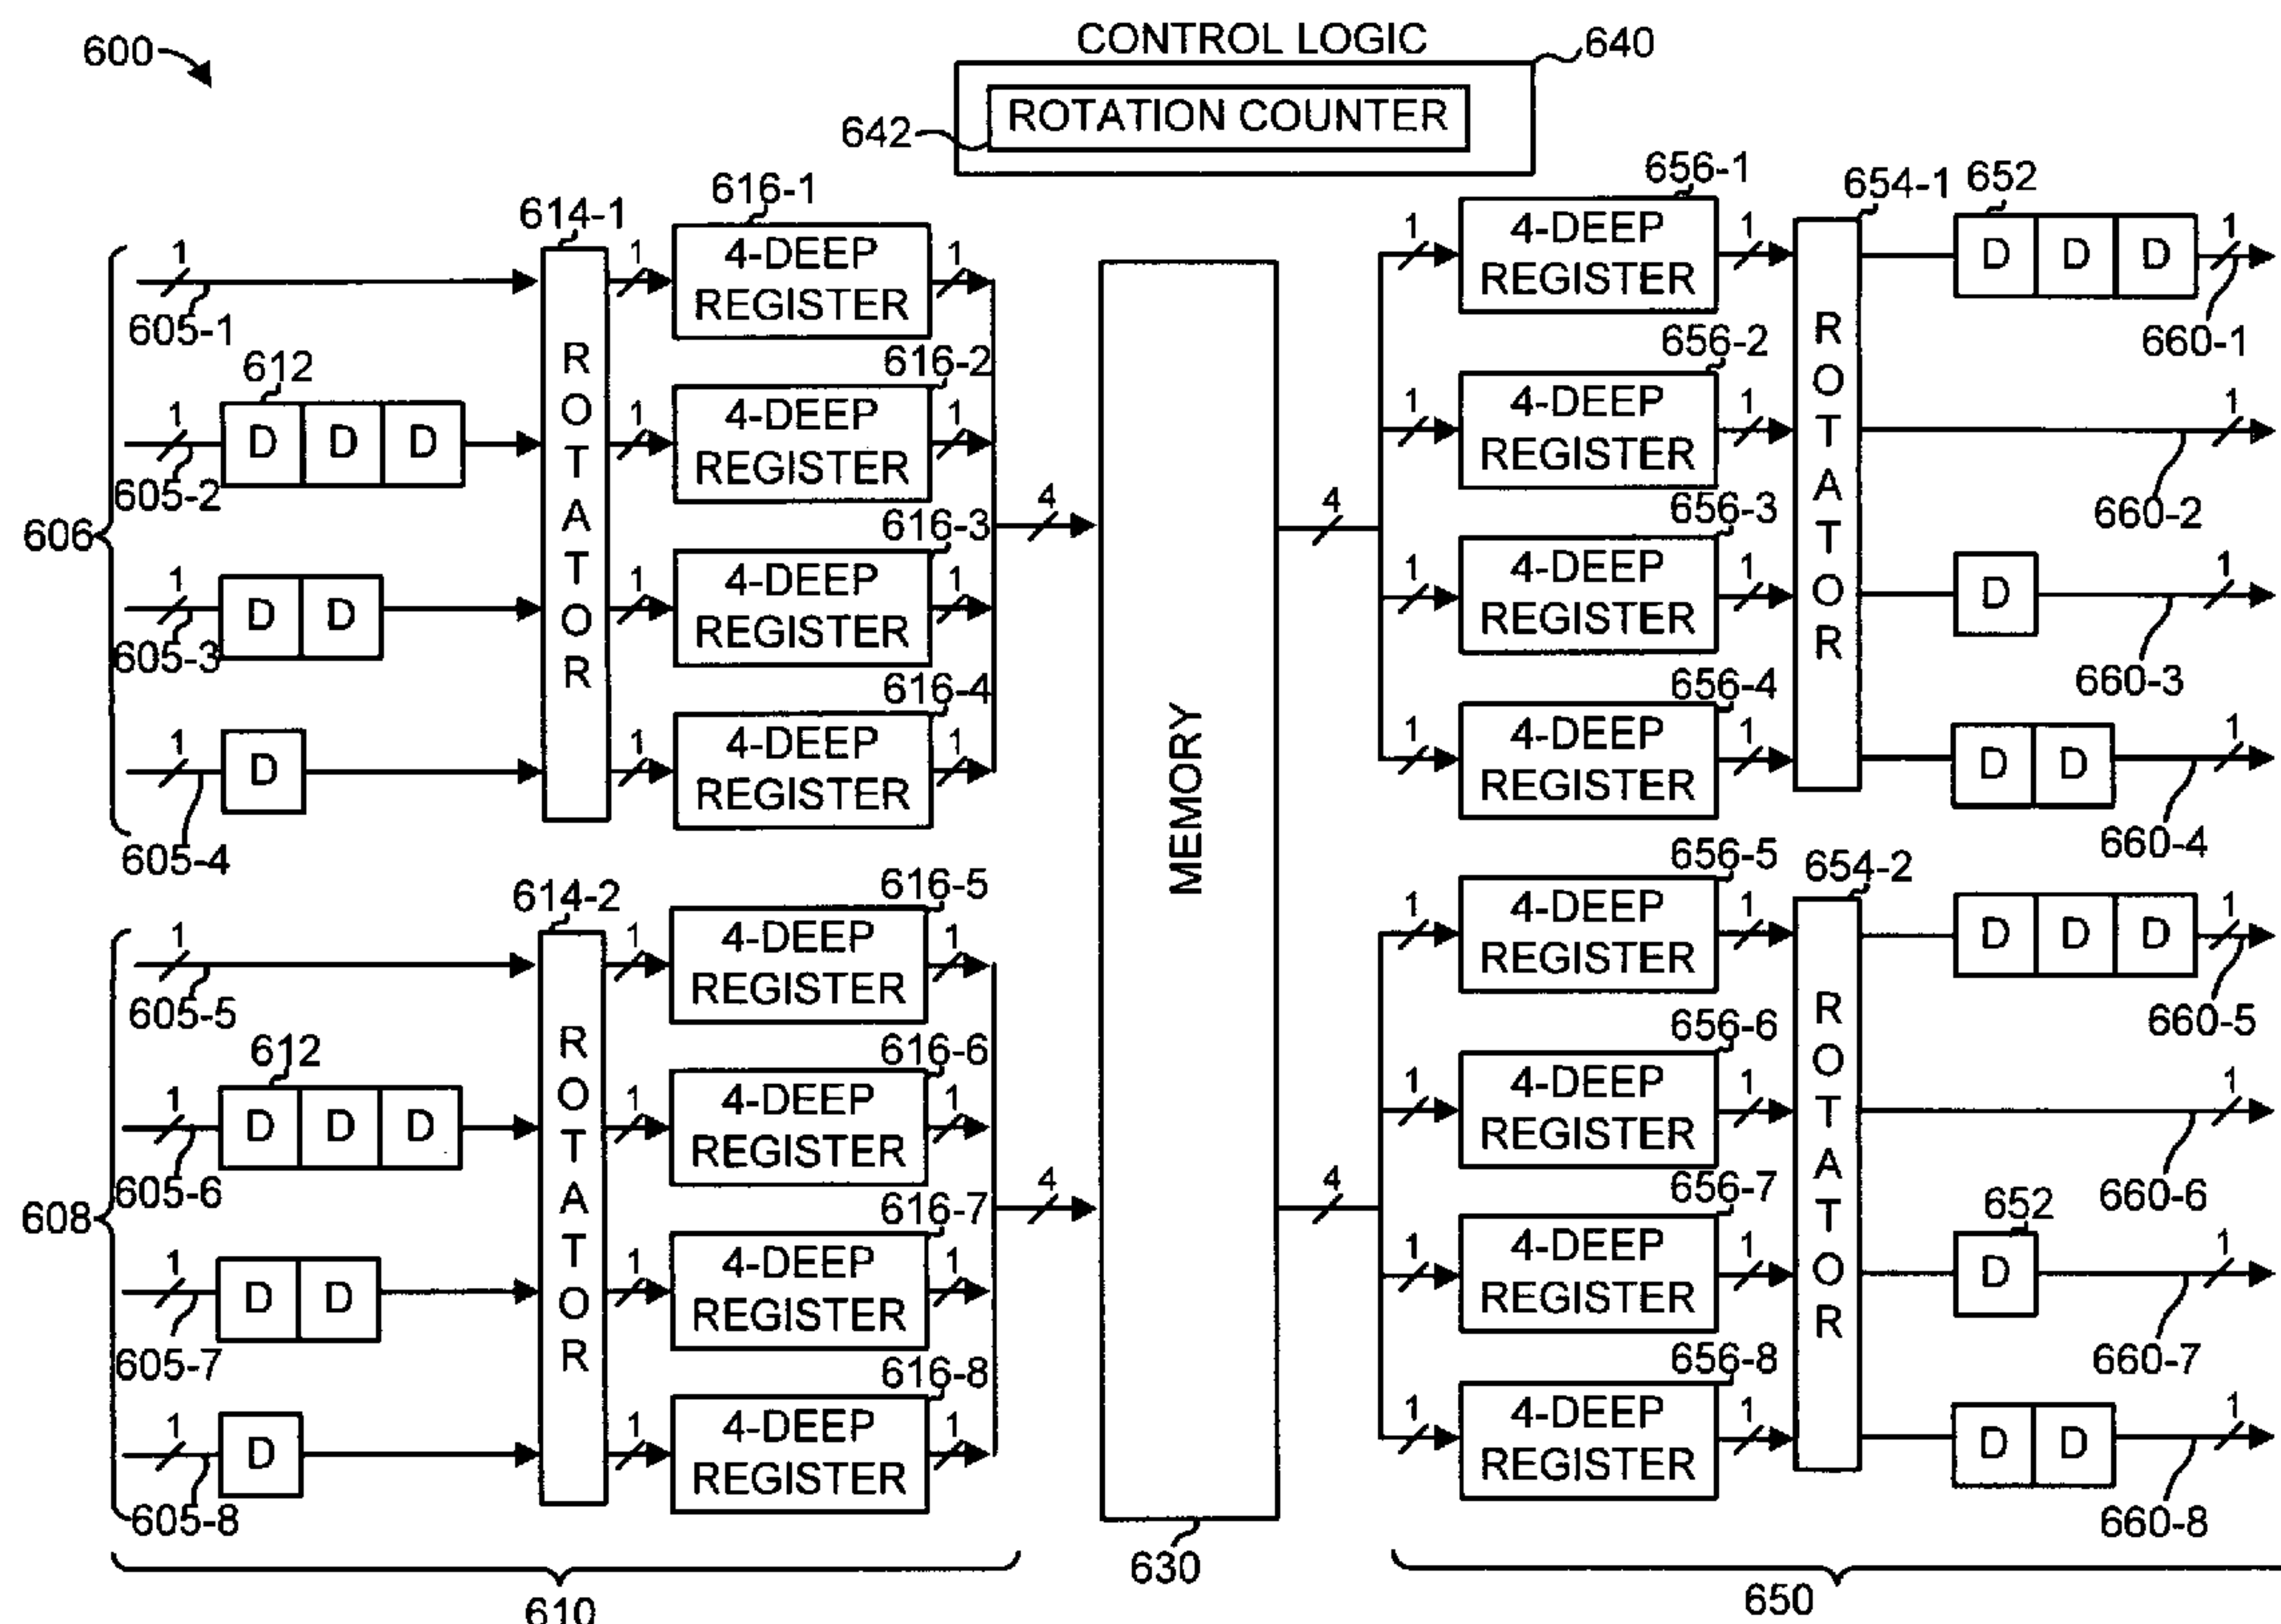 600
CONTROL LOGIC
640
ROTATION COUNTER
642
606
1
605-1
612
1
D D D
605-2
1
D D
605-3
1
D
605-4
614-1
ROTATOR
616-1
1
4-DEEP
REGISTER
1
616-2
1
4-DEEP
REGISTER
1
616-3
1
4-DEEP
REGISTER
1
616-4
1
4-DEEP
REGISTER
1
4
608
1
605-5
612
1
D D D
605-6
1
D D
605-7
1
D
605-8
614-2
ROTATOR
616-5
1
4-DEEP
REGISTER
1
616-6
1
4-DEEP
REGISTER
1
616-7
1
4-DEEP
REGISTER
1
616-8
1
4-DEEP
REGISTER
1
4
610
MEMORY
630
4
656-1
1
4-DEEP
REGISTER
1
656-2
1
4-DEEP
REGISTER
1
656-3
1
4-DEEP
REGISTER
1
656-4
1
4-DEEP
REGISTER
1
654-1
ROTATOR
652
D D D
1
660-1
1
660-2
D
1
660-3
D D
1
660-4
4
656-5
1
4-DEEP
REGISTER
1
656-6
1
4-DEEP
REGISTER
1
656-7
1
4-DEEP
REGISTER
1
656-8
1
4-DEEP
REGISTER
1
654-2
ROTATOR
D D D
1
660-5
1
660-6
652
D
1
660-7
D D
1
660-8
650